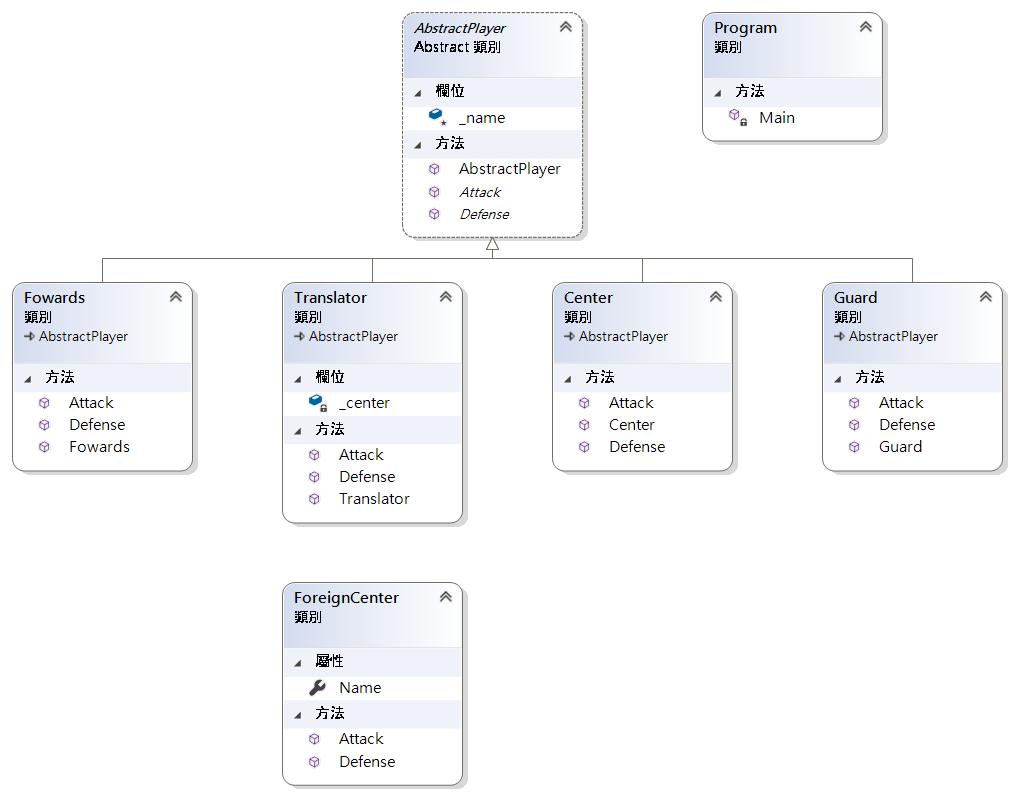 AbstractPlayer
Abstract 類別
欄位
_name
方法
AbstractPlayer
Attack
Defense
Program
類別
方法
Main
Fowards
類別
AbstractPlayer
方法
Attack
Defense
Fowards
Translator
類別
AbstractPlayer
欄位
_center
方法
Attack
Defense
Translator
Center
類別
AbstractPlayer
方法
Attack
Center
Defense
Guard
類別
AbstractPlayer
方法
Attack
Defense
Guard
ForeignCenter
類別
屬性
Name
方法
Attack
Defense